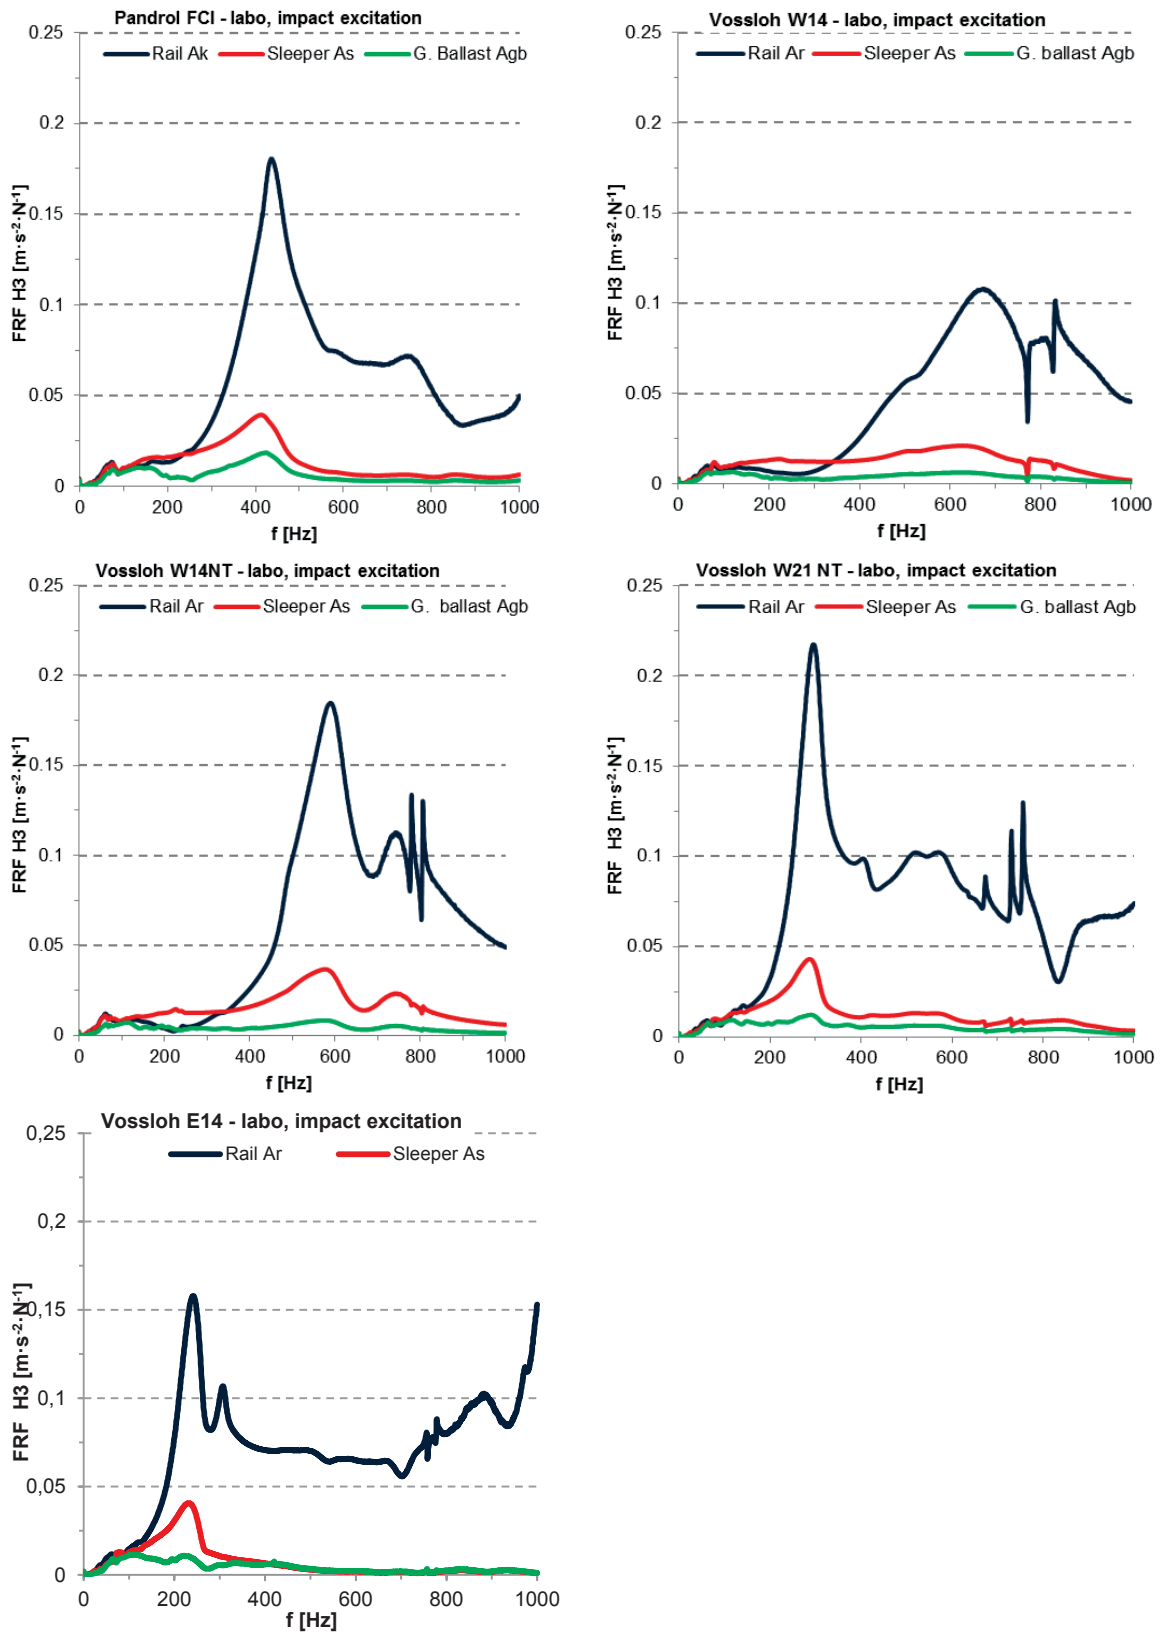 Pandrol FCI - labo, impact excitation
0.25
Rail Ak Sleeper As G. Ballast Agb
0.2
0.15
0.1
0.05
0
FRF H3 [m·s-2·N-1]
0 200 400 600 800 1000
f [Hz]
Vossloh W14 - labo, impact excitation
0.25
Rail Ar Sleeper As G. ballast Agb
0.2
0.15
0.1
0.05
0
FRF H3 [m·s-2·N-1]
0 200 400 600 800 1000
f [Hz]
Vossloh W14NT - labo, impact excitation
0.25
Rail Ar Sleeper As G. ballast Agb
0.2
0.15
0.1
0.05
0
FRF H3 [m·s-2·N-1]
0 200 400 600 800 1000
f [Hz]
Vossloh W21 NT - labo, impact excitation
0.25
Rail Ar Sleeper As G. ballast Agb
0.2
0.15
0.1
0.05
0
FRF H3 [m·s-2·N-1]
0 200 400 600 800 1000
f [Hz]
Vossloh E14 - labo, impact excitation
0,25
Rail Ar Sleeper As
0,2
0,15
0,1
0,05
0
FRF H3 [m·s-2·N-1]
0 200 400 600 800 1000
f [Hz]